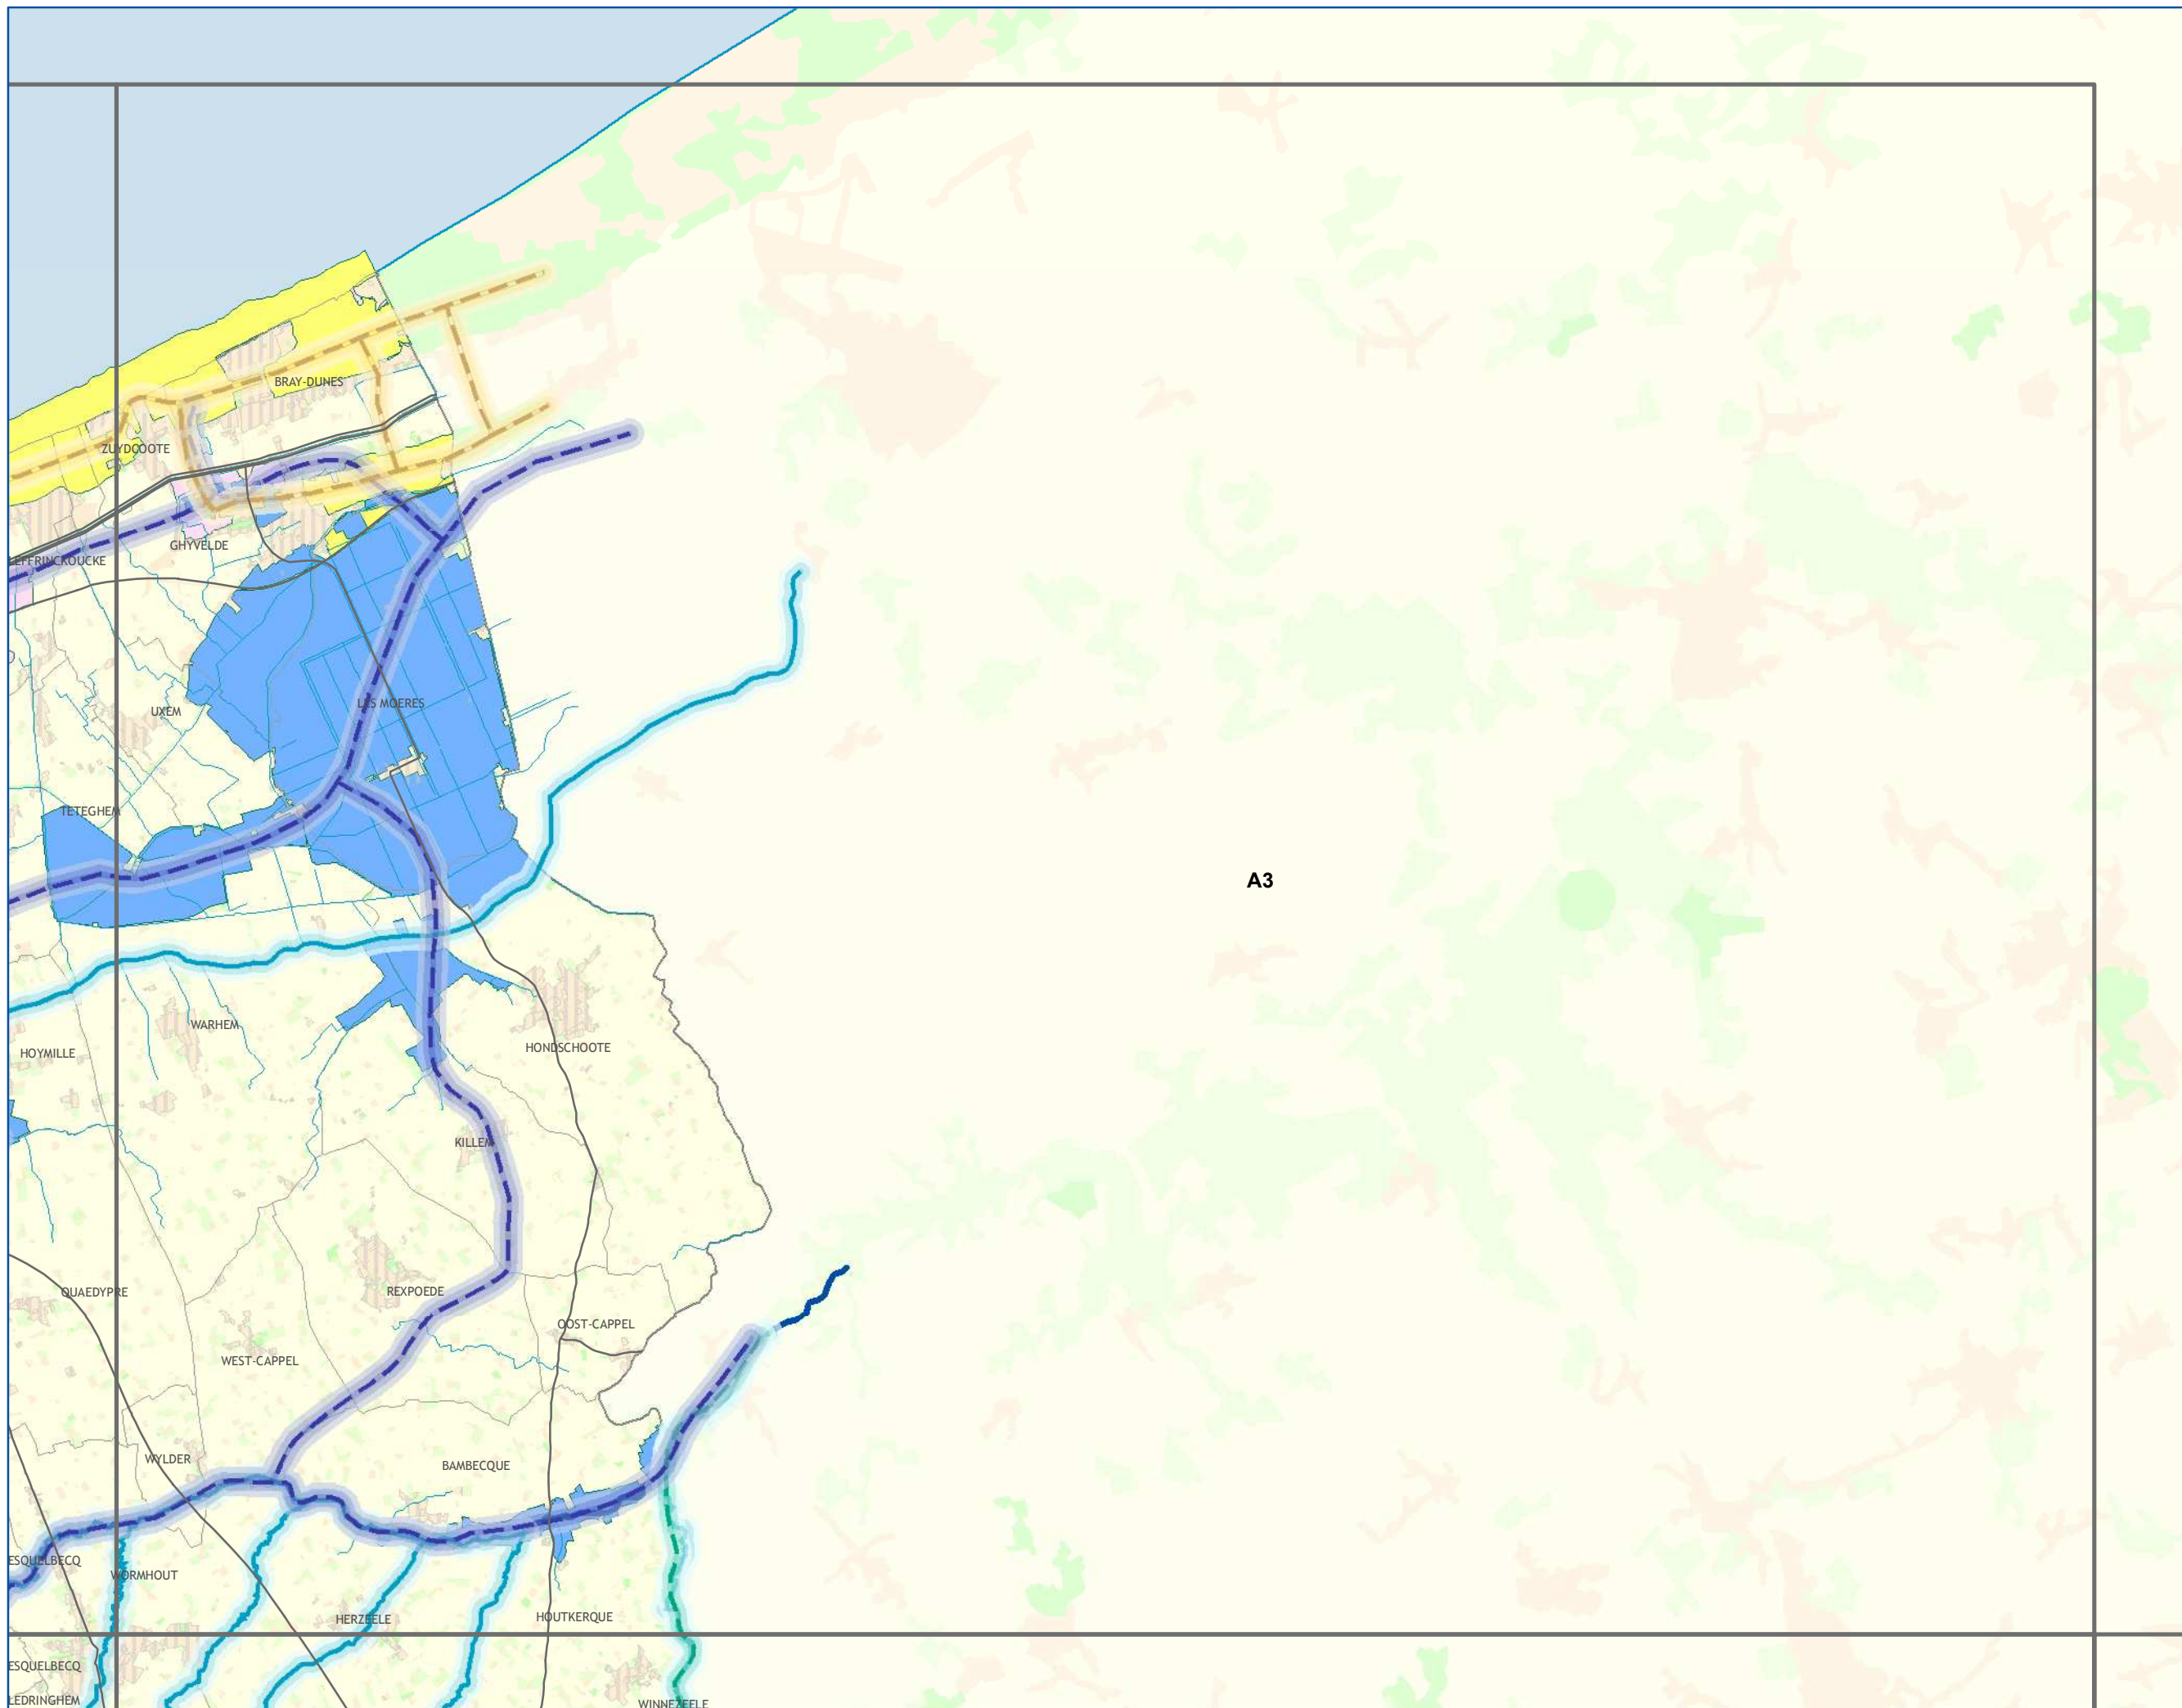 BRAY-DUNES
ZUYDCOOTE
GHYVELDE
LEFFRINCKOUCKE
LES MOERES
UXEM
TETEGHEM
A3
WARHEM
HOYMILLE
HONDSCHOOTE
KILLEM
QUAEDYPRE
REXPOEDE
OOST-CAPPEL
WEST-CAPPEL
WYLDER
BAMBECQUE
ESQUELBECQ
WORMHOUT
HERZEELE
HOUTKERQUE
ESQUELBECQ
LEDRINGHEM
WINNEZEELE